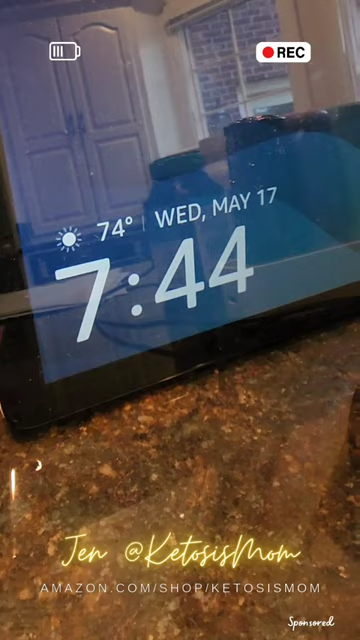 REC
74° | WED, MAY 17
7:44
Jen @KetosisMom
AMAZON.COM/SHOP/KETOSISMOM
Sponsored